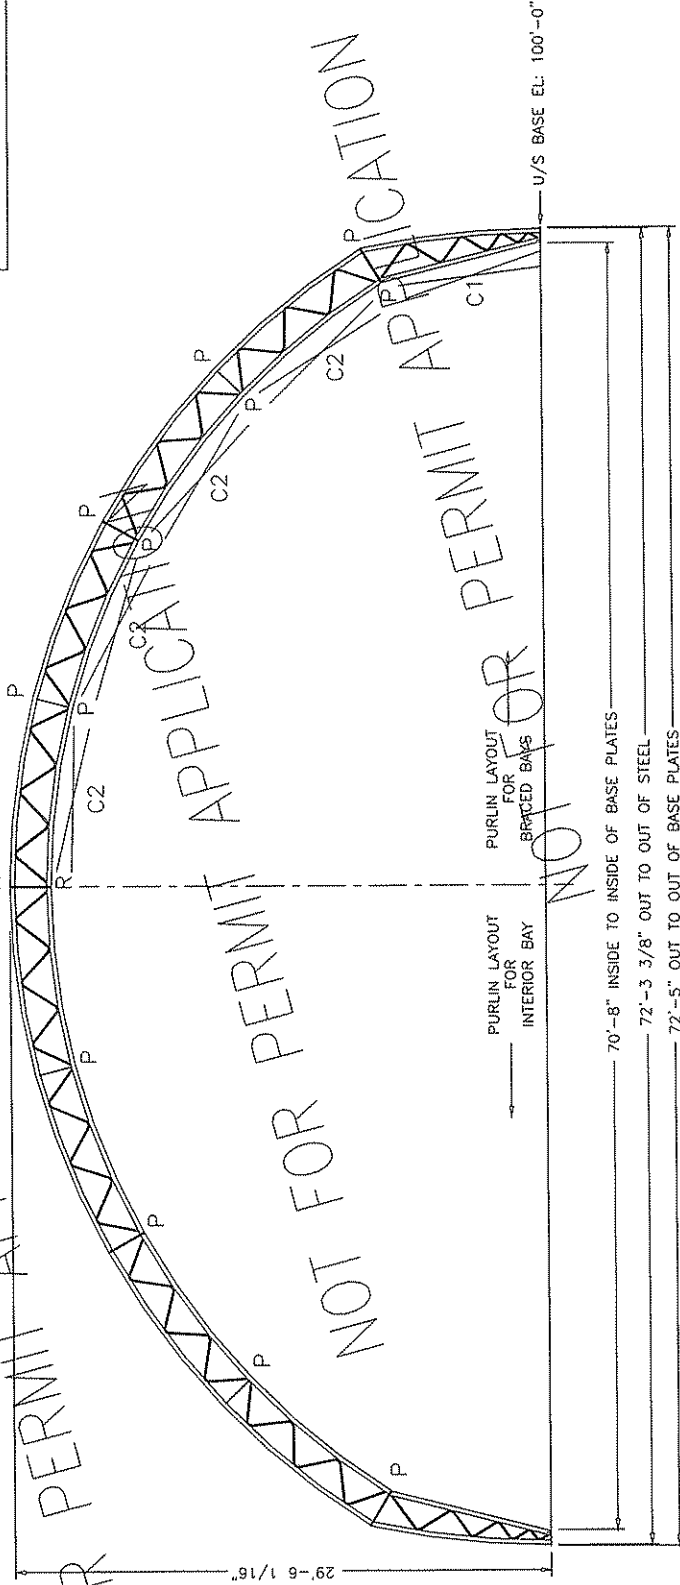 NOT FOR PERMIT APPLICATION
R PERMIT AP
NOT FOR PERMIT APPLICATION
P
P
P
P
R
C2
P
P
C2
P
P
C2
P
P
C2
P
P
C1
PURLIN LAYOUT
FOR
INTERIOR BAY
PURLIN LAYOUT
FOR
BRACED BAYS
U/S BASE EL: 100'-0"
29'-6 1/16"
70'-8" INSIDE TO INSIDE OF BASE PLATES
72'-3 3/8" OUT TO OUT OF STEEL
72'-5" OUT TO OUT OF BASE PLATES